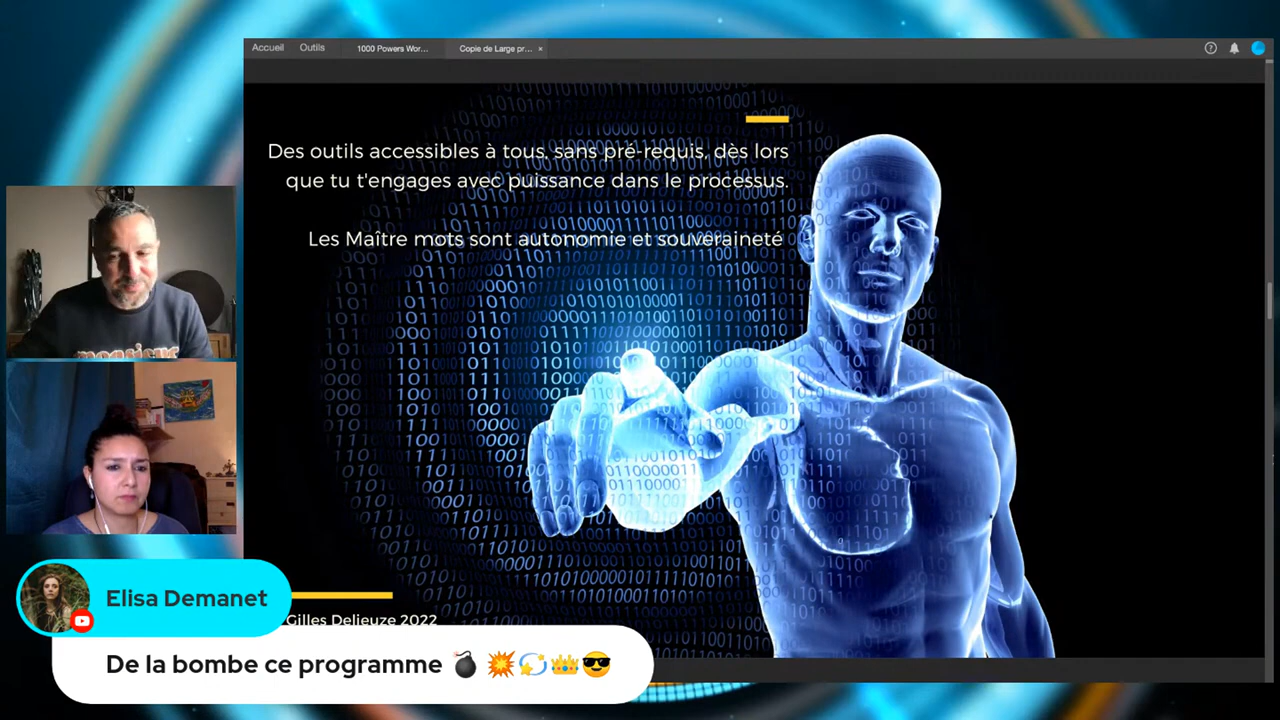 Accueil
Outils
1000 Powers Wor...
Copie de Large pr...
Des outils accessibles à tous, sans pré-requis, dès lors
que tu t'engages avec puissance dans le processus.
Les Maître mots sont autonomie et souveraineté
Gilles Delieuze 2022
Elisa Demanet
De la bombe ce programme 💣 💥💫👑😎